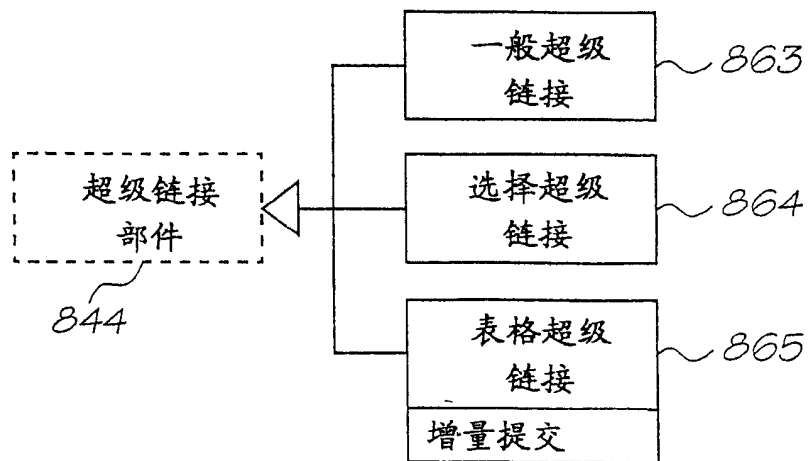 一般超级
链接
863
超级链接
部件
844
选择超级
链接
864
表格超级
链接
865
增量提交